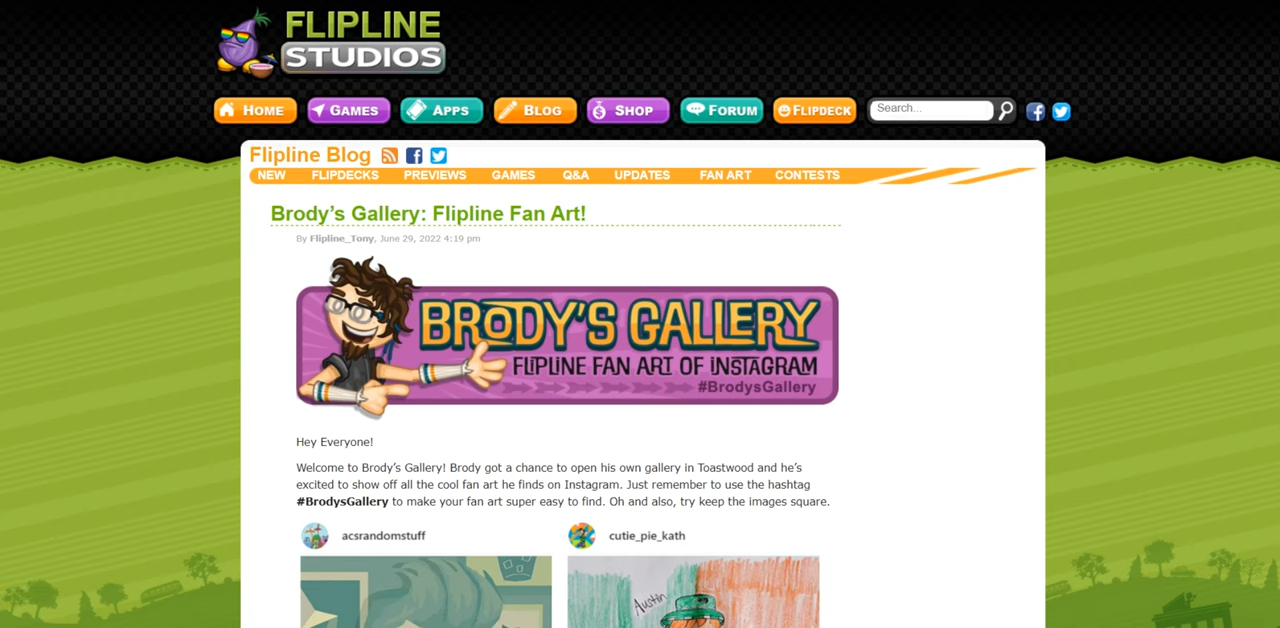 FLIPLINE
STUDIOS
HOME GAMES APPS BLOG SHOP FORUM FLIPDECK Search...
Flipline Blog
NEW FLIPDECKS PREVIEWS GAMES Q&A UPDATES FAN ART CONTESTS
Brody’s Gallery: Flipline Fan Art!
By Flipline_Tony, June 29, 2022 4:19 pm
BRODY'S GALLERY
FLIPLINE FAN ART OF INSTAGRAM
#BrodysGallery
Hey Everyone!
Welcome to Brody’s Gallery! Brody got a chance to open his own gallery in Toastwood and he’s
excited to show off all the cool fan art he finds on Instagram. Just remember to use the hashtag
#BrodysGallery to make your fan art super easy to find. Oh and also, try keep the images square.
acsrandomstuff cutie_pie_kath
Austin